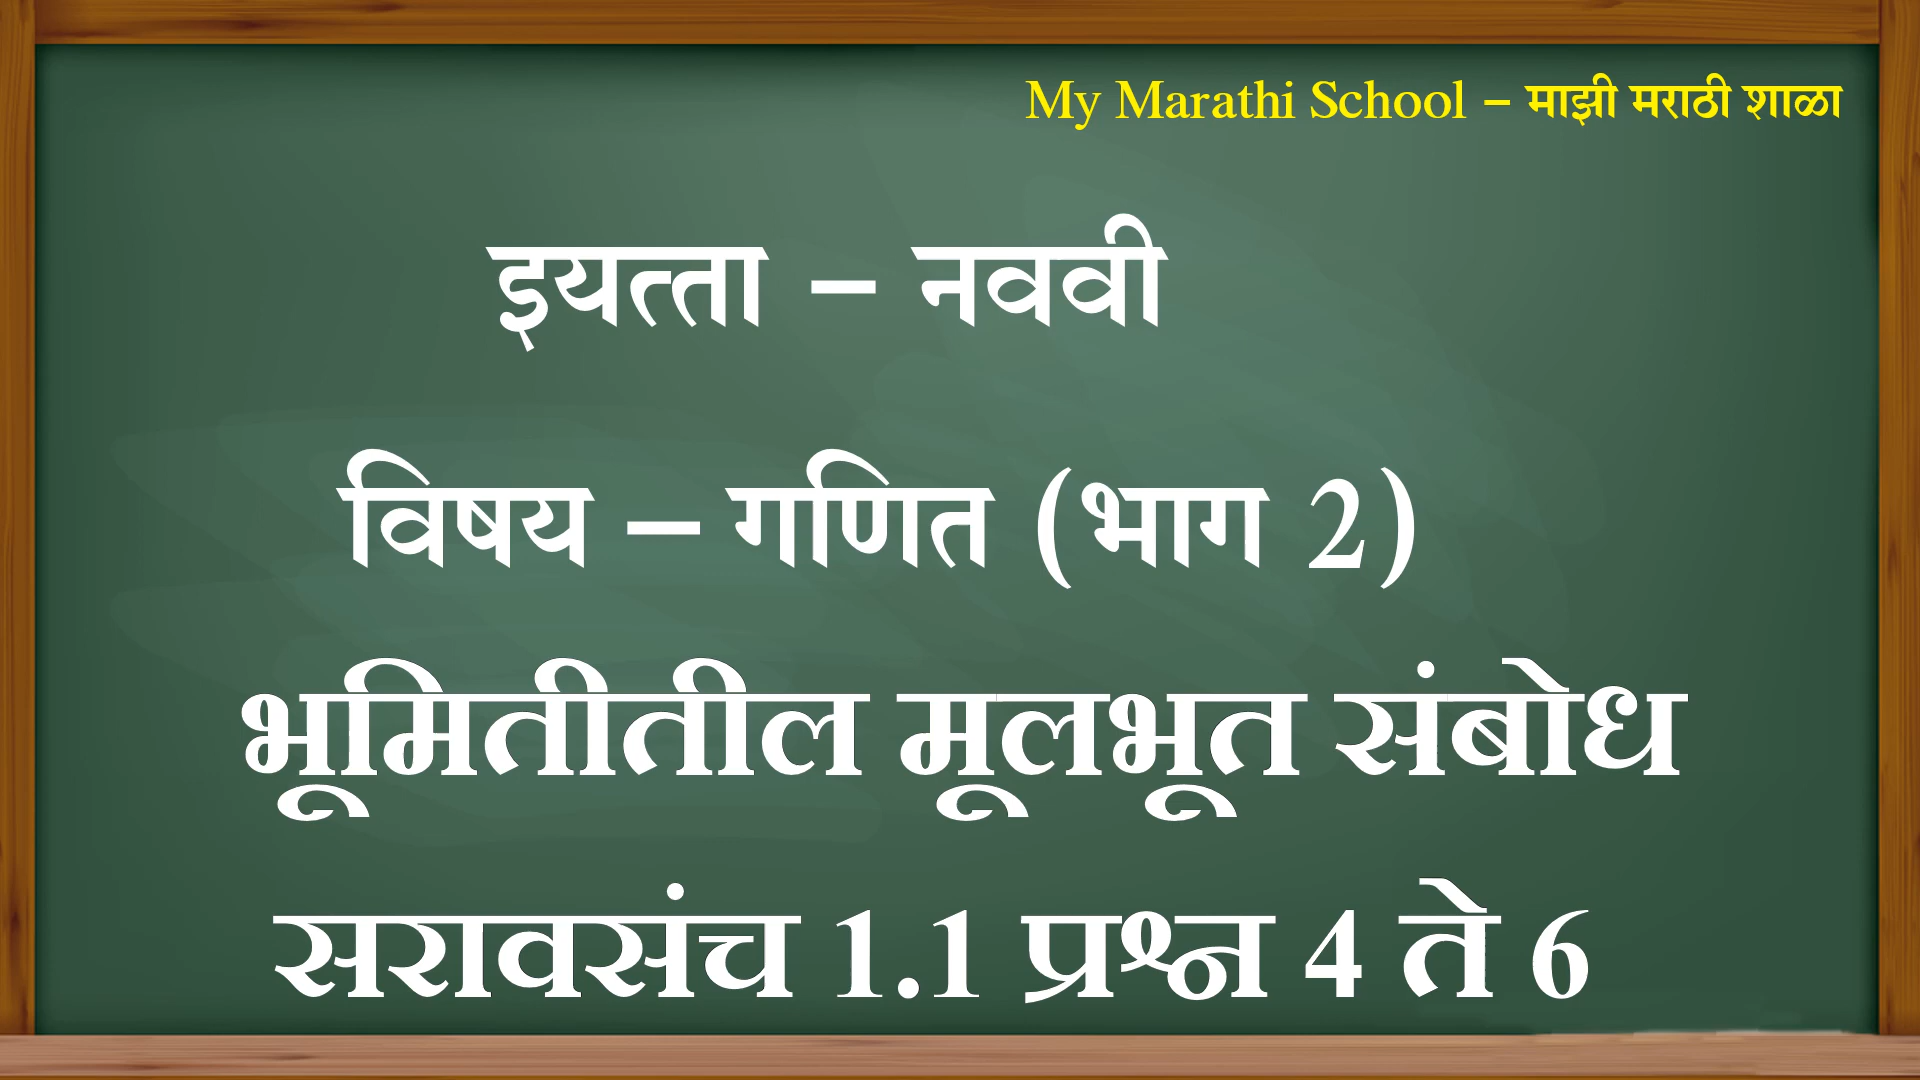 My Marathi School – माझी मराठी शाळा
इयत्ता – नववी
विषय – गणित (भाग 2)
भूमितीतील मूलभूत संबोध
सरावसंच 1.1 प्रश्न 4 ते 6